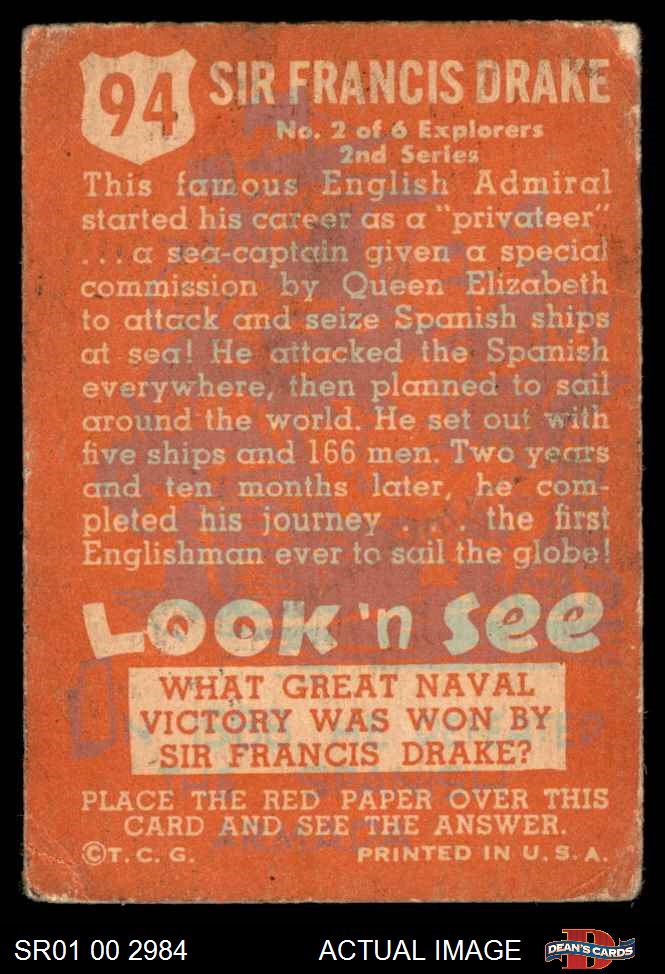 94
SIR FRANCIS DRAKE
No. 2 of 6 Explorers
2nd Series
This famous English Admiral
started his career as a "privateer"
...a sea-captain given a special
commission by Queen Elizabeth
to attack and seize Spanish ships
at sea! He attacked the Spanish
everywhere, then planned to sail
around the world. He set out with
five ships and 166 men. Two years
and ten months later, he com-
pleted his journey . . . the first
Englishman ever to sail the globe!
LOOK 'n SEE
WHAT GREAT NAVAL
VICTORY WAS WON BY
SIR FRANCIS DRAKE?
PLACE THE RED PAPER OVER THIS
CARD AND SEE THE ANSWER.
ARMADA
©T. C. G. PRINTED IN U. S. A.
SR01 00 2984 ACTUAL IMAGE DEAN'S CARDS